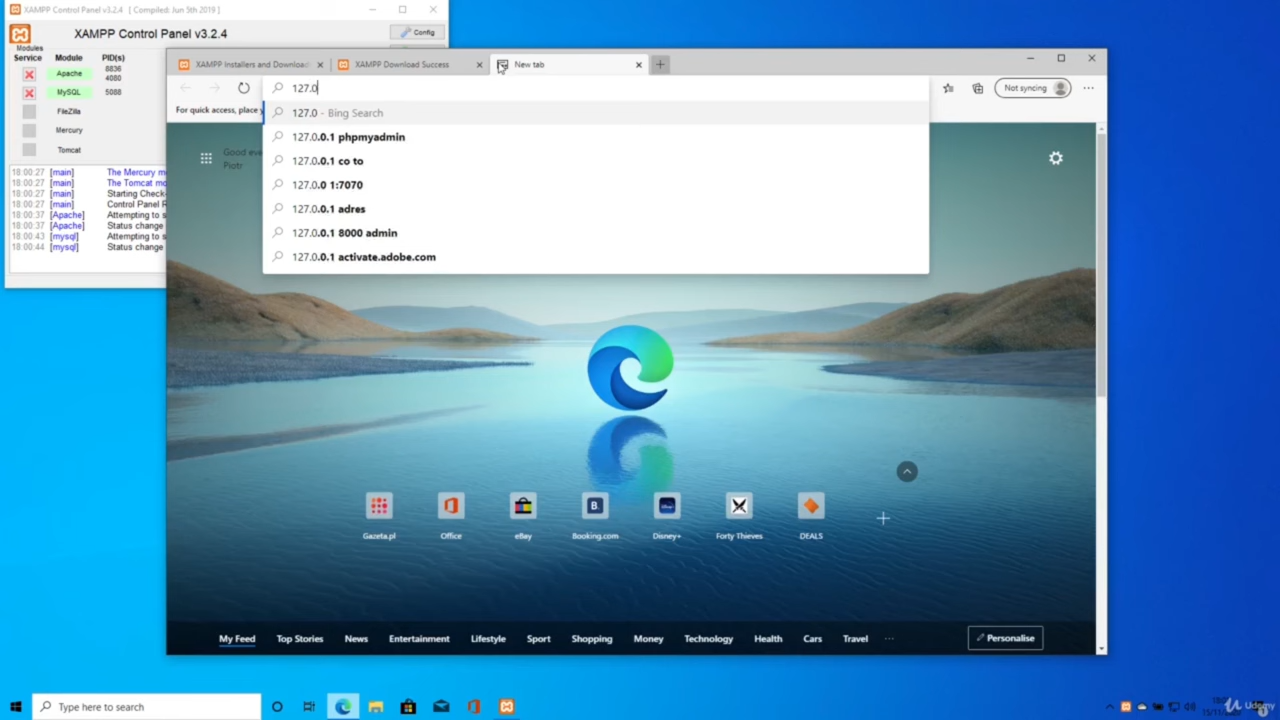 XAMPP Control Panel v3.2.4 [ Compiled: Jun 5th 2019 ]
XAMPP Control Panel v3.2.4
Config
Modules
Service Module PID(s)
Apache 8836
4080
MySQL 5088
FileZilla
Mercury
Tomcat
18:00:27 [main] The Mercury m
18:00:27 [main] The Tomcat mo
18:00:27 [main] Starting Check-
18:00:27 [main] Control Panel R
18:00:37 [Apache] Attempting to s
18:00:37 [Apache] Status change
18:00:43 [mysql] Attempting to s
18:00:44 [mysql] Status change
XAMPP Installers and Download
XAMPP Download Success
New tab
127.0
Not syncing
For quick access, place y
127.0 - Bing Search
127.0.0.1 phpmyadmin
127.0.0.1 co to
127.0.0 1:7070
127.0.0.1 adres
127.0.0.1 8000 admin
127.0.0.1 activate.adobe.com
Good eve
Piotr
Gazeta.pl
Office
eBay
B.
Booking.com
Disney+
Forty Thieves
DEALS
My Feed Top Stories News Entertainment Lifestyle Sport Shopping Money Technology Health Cars Travel ...
Personalise
Type here to search
Udemy